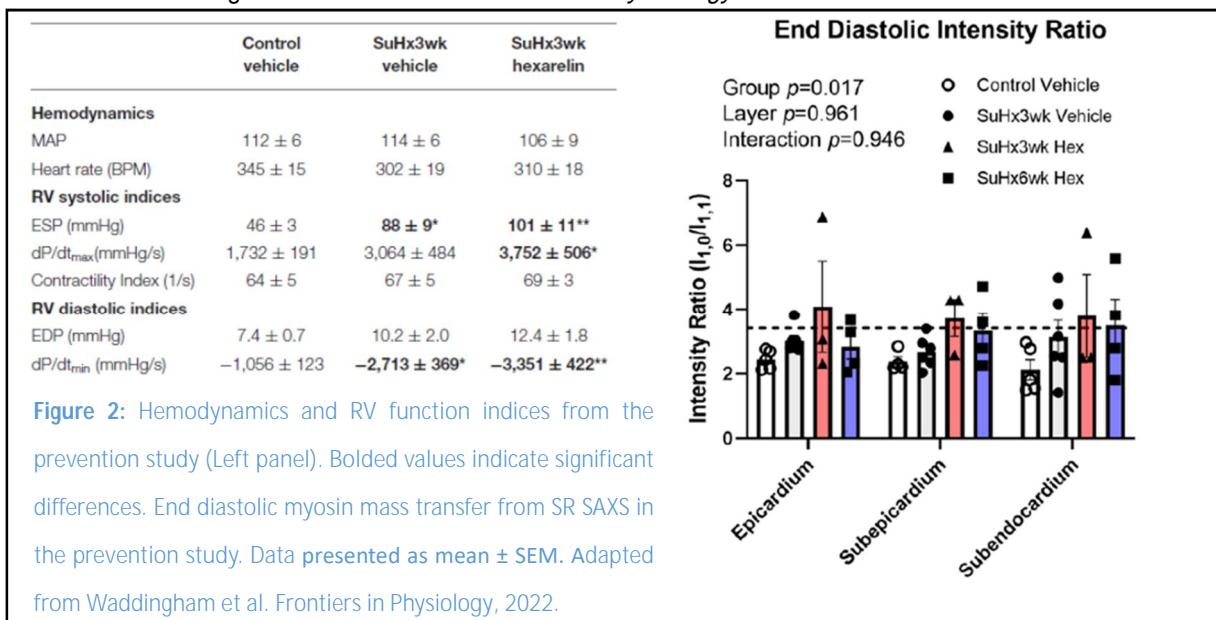 Control vehicle SuHx3wk vehicle SuHx3wk hexarelin
Hemodynamics
MAP 112 ± 6 114 ± 6 106 ± 9
Heart rate (BPM) 345 ± 15 302 ± 19 310 ± 18
RV systolic indices
ESP (mmHg) 46 ± 3 88 ± 9* 101 ± 11**
dP/dtmax(mmHg/s) 1,732 ± 191 3,064 ± 484 3,752 ± 506*
Contractility Index (1/s) 64 ± 5 67 ± 5 69 ± 3
RV diastolic indices
EDP (mmHg) 7.4 ± 0.7 10.2 ± 2.0 12.4 ± 1.8
dP/dtmin (mmHg/s) −1,056 ± 123 −2,713 ± 369* −3,351 ± 422**
Figure 2: Hemodynamics and RV function indices from the
prevention study (Left panel). Bolded values indicate significant
differences. End diastolic myosin mass transfer from SR SAXS in
the prevention study. Data presented as mean ± SEM. Adapted
from Waddingham et al. Frontiers in Physiology, 2022.
End Diastolic Intensity Ratio
Group p=0.017
Layer p=0.961
Interaction p=0.946
Control Vehicle
SuHx3wk Vehicle
SuHx3wk Hex
SuHx6wk Hex
Intensity Ratio (I1,0/I1,1)
8
6
4
2
0
Epicardium
Subepicardium
Subendocardium